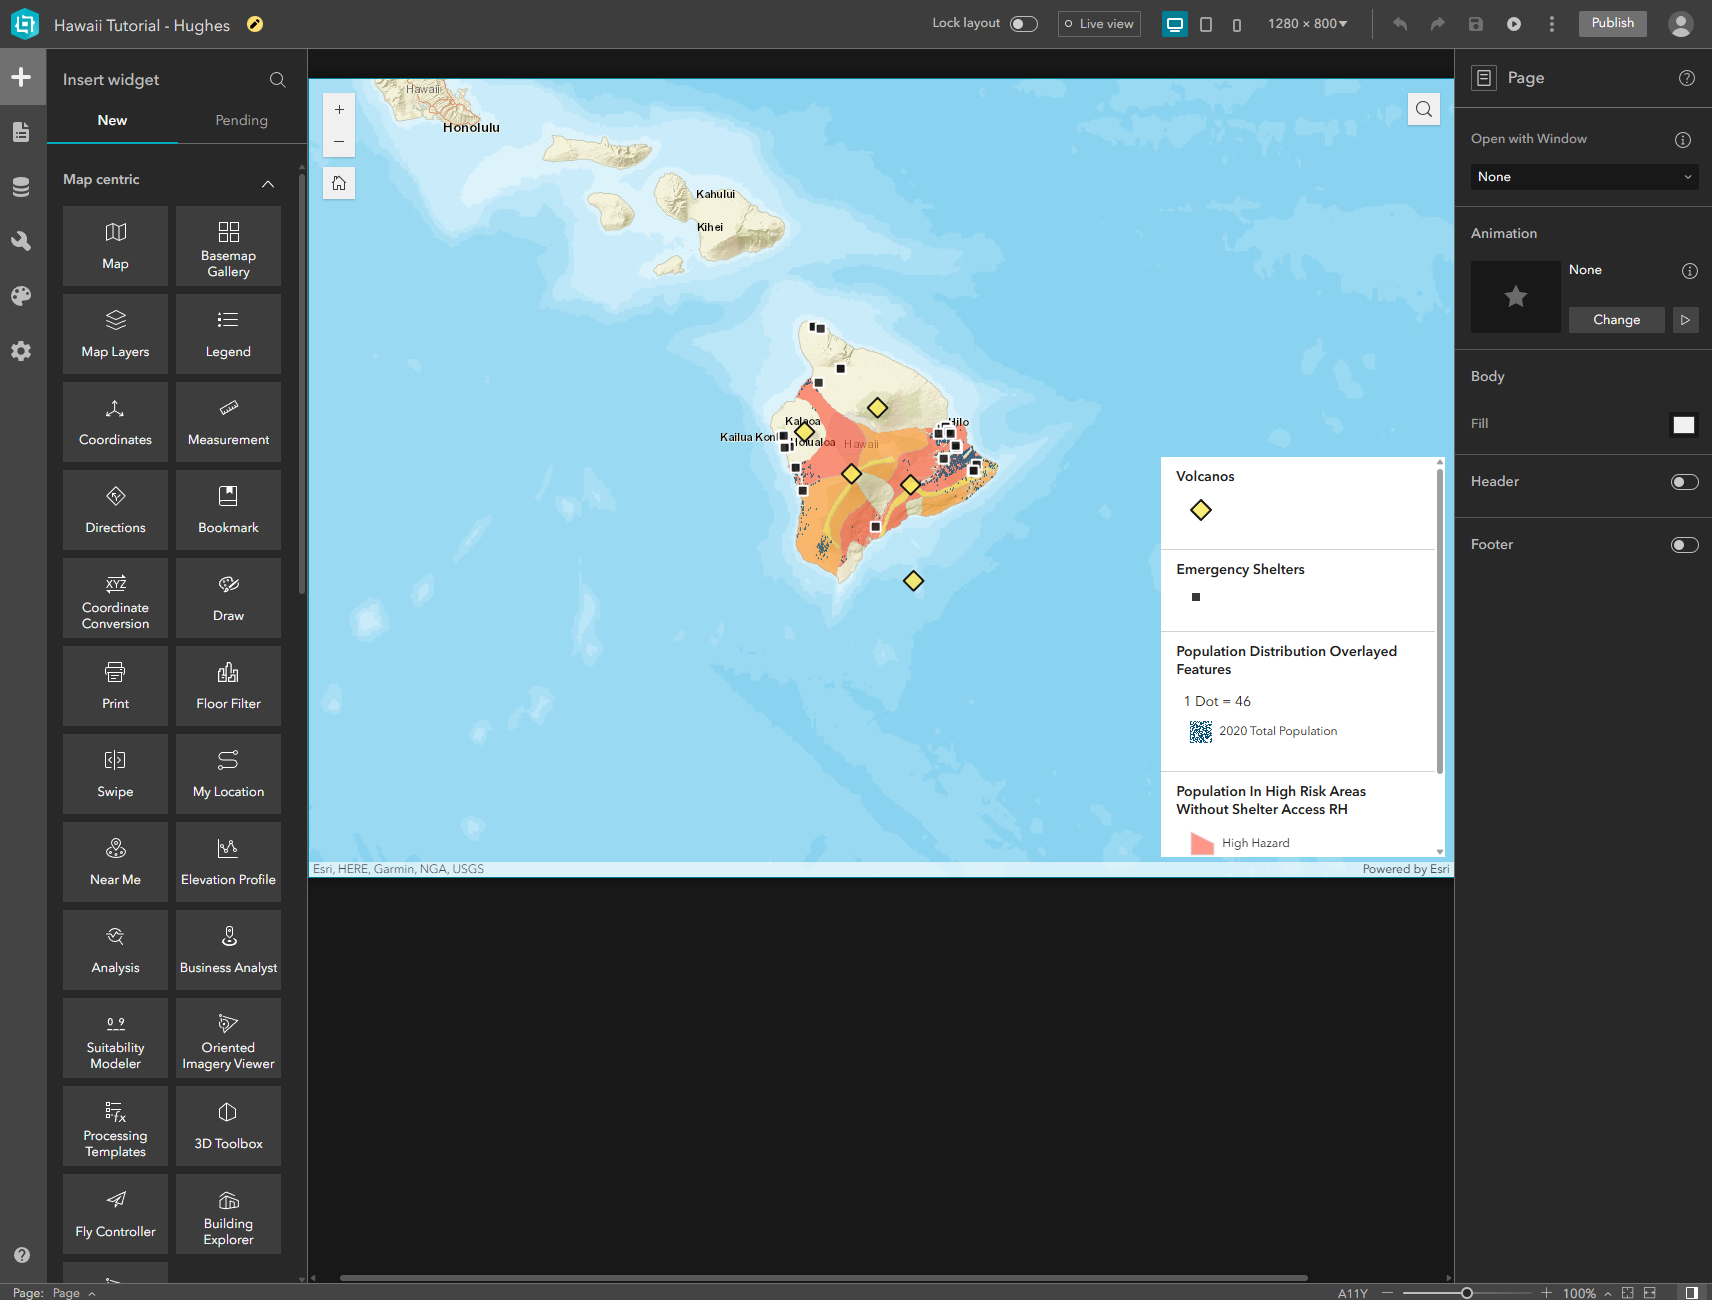 Hawaii Tutorial - Hughes
Lock layout
Live view
1280 × 800
Publish
Insert widget
New
Pending
Map centric
Map
Basemap
Gallery
Map Layers
Legend
Coordinates
Measurement
Directions
Bookmark
XYZ
Coordinate
Conversion
Draw
Print
Floor Filter
Swipe
My Location
Near Me
Elevation Profile
Analysis
Business Analyst
0 9
Suitability
Modeler
Oriented
Imagery Viewer
fx
Processing
Templates
3D Toolbox
Fly Controller
Building
Explorer
Hawaii
Honolulu
Kahului
Kihei
Kalaoa
Kailua Kon
Holualoa
Hawaii
Hilo
Volcanos
Emergency Shelters
Population Distribution Overlayed
Features
1 Dot = 46
2020 Total Population
Population In High Risk Areas
Without Shelter Access RH
High Hazard
Esri, HERE, Garmin, NGA, USGS
Powered by Esri
Page
Open with Window
None
Animation
None
Change
Body
Fill
Header
Footer
Page:
Page
A11Y
100%